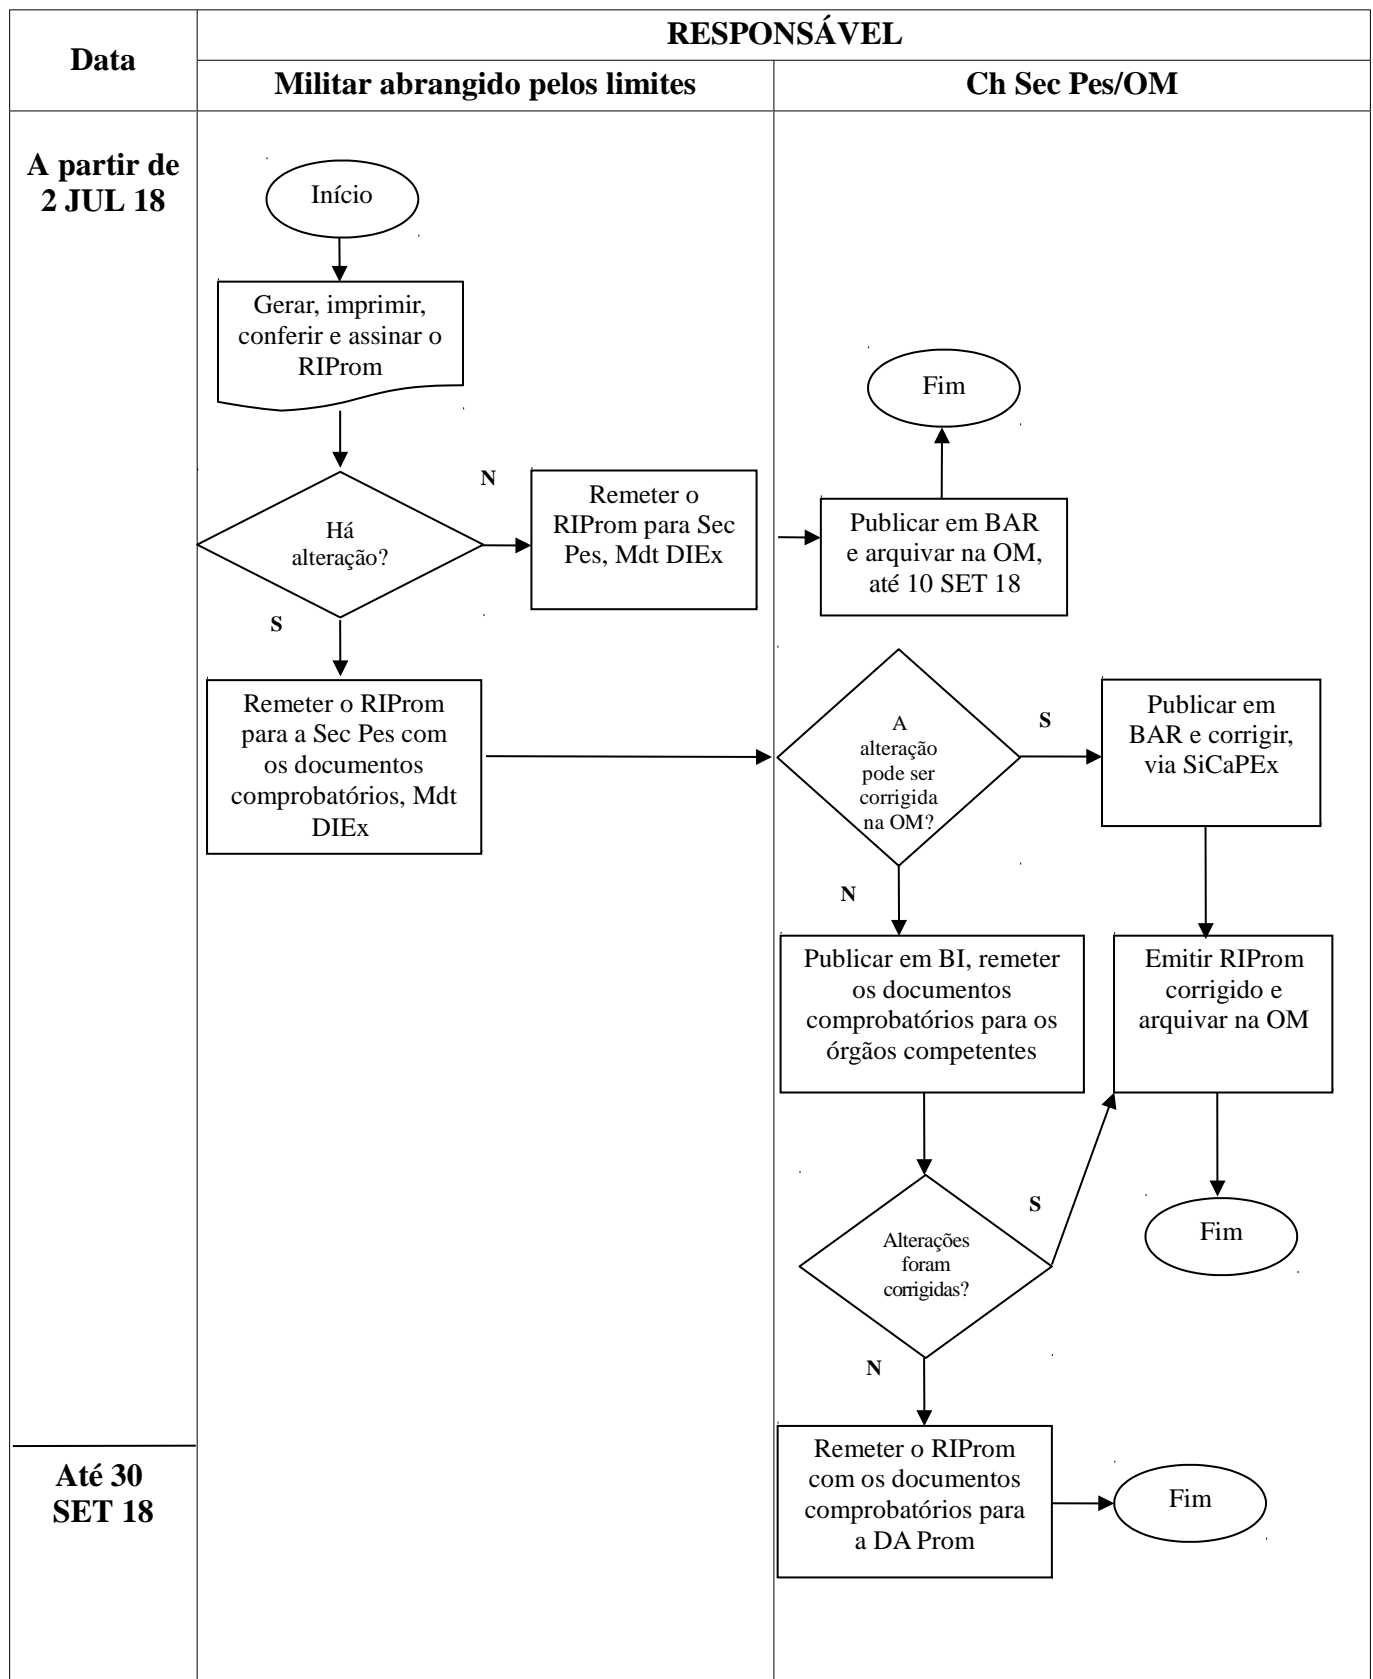 Data
RESPONSÁVEL
Militar abrangido pelos limites
Ch Sec Pes/OM
A partir de
2 JUL 18
Início
Gerar, imprimir,
conferir e assinar o
RIProm
Há
alteração?
N
Remeter o
RIProm para Sec
Pes, Mdt DIEx
Publicar em BAR
e arquivar na OM,
até 10 SET 18
Fim
S
Remeter o RIProm
para a Sec Pes com
os documentos
comprobatórios, Mdt
DIEx
A
alteração
pode ser
corrigida
na OM?
S
Publicar em
BAR e corrigir,
via SiCaPEx
N
Publicar em BI, remeter
os documentos
comprobatórios para os
órgãos competentes
Emitir RIProm
corrigido e
arquivar na OM
Alterações
foram
corrigidas?
S
Fim
N
Até 30
SET 18
Remeter o RIProm
com os documentos
comprobatórios para
a DA Prom
Fim